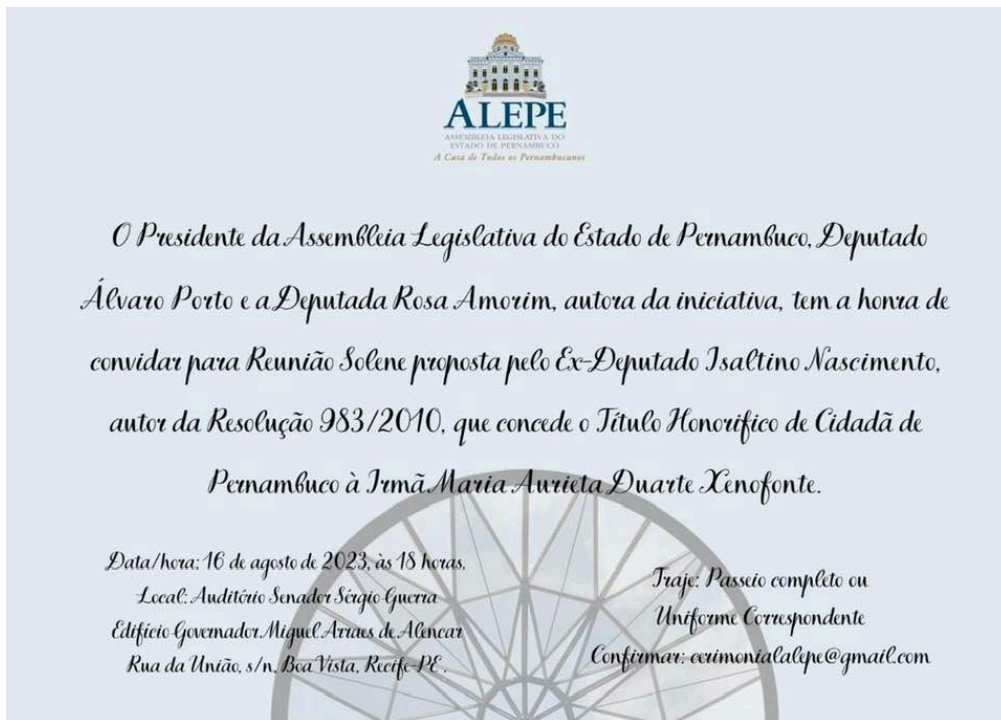 ALEPE
ASSEMBLEIA LEGISLATIVA DO
ESTADO DE PERNAMBUCO
A Casa de Todos os Pernambucanos
O Presidente da Assembleia Legislativa do Estado de Pernambuco, Deputado
Álvaro Porto e a Deputada Rosa Amorim, autora da iniciativa, tem a honra de
convidar para Reunião Solene proposta pelo Ex-Deputado Isaltino Nascimento,
autor da Resolução 983/2010, que concede o Título Honorifico de Cidadã de
Pernambuco à Irmã Maria Aurieta Duarte Xenofonte.
Data/hora: 16 de agosto de 2023, às 18 horas.
Local: Auditório Senador Sérgio Guerra
Edifício Governador Miguel Arraes de Alencar
Rua da União, s/n, Boa Vista, Recife-PE.
Traje: Passeio completo ou
Uniforme Correspondente
Confirmar: cerimonialalepe@gmail.com